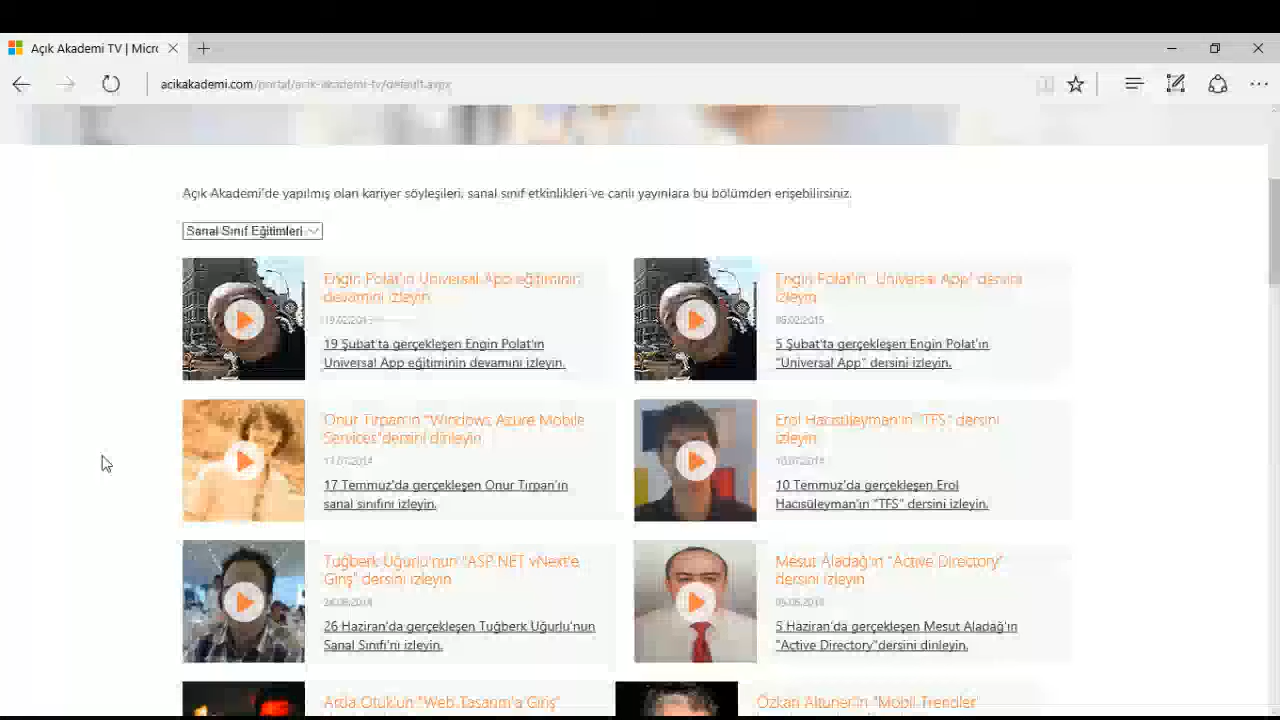 Açık Akademi TV | Micro
acikakademi.com/portal/acik-akademi-tv/default.aspx
Açık Akademi'de yapılmış olan kariyer söyleşileri, sanal sınıf etkinlikleri ve canlı yayınlara bu bölümden erişebilirsiniz.
Sanal Sınıf Eğitimleri
Engin Polat'ın Universal App eğitiminin
devamını izleyin
19.02.2015
19 Şubat'ta gerçekleşen Engin Polat'ın
Universal App eğitiminin devamını izleyin.
Engin Polat'ın "Universal App" dersini
izleyin
05.02.2015
5 Şubat'ta gerçekleşen Engin Polat'ın
"Universal App" dersini izleyin.
Onur Tırpan'ın "Windows Azure Mobile
Services"dersini dinleyin
17.07.2014
17 Temmuz'da gerçekleşen Onur Tırpan'ın
sanal sınıfını izleyin.
Erol Hacısüleyman'ın "TFS" dersini
izleyin
10.07.2014
10 Temmuz'da gerçekleşen Erol
Hacısüleyman'ın "TFS" dersini izleyin.
Tuğberk Uğurlu'nun "ASP.NET vNext'e
Giriş" dersini izleyin
26.06.2014
26 Haziran'da gerçekleşen Tuğberk Uğurlu'nun
Sanal Sınıfı'nı izleyin.
Mesut Aladağ'ın "Active Directory"
dersini izleyin
05.06.2014
5 Haziran'da gerçekleşen Mesut Aladağ'ın
"Active Directory"dersini dinleyin.
Arda Otuk'un "Web Tasarım'a Giriş"
Özkan Altuner'in "Mobil Trendler"